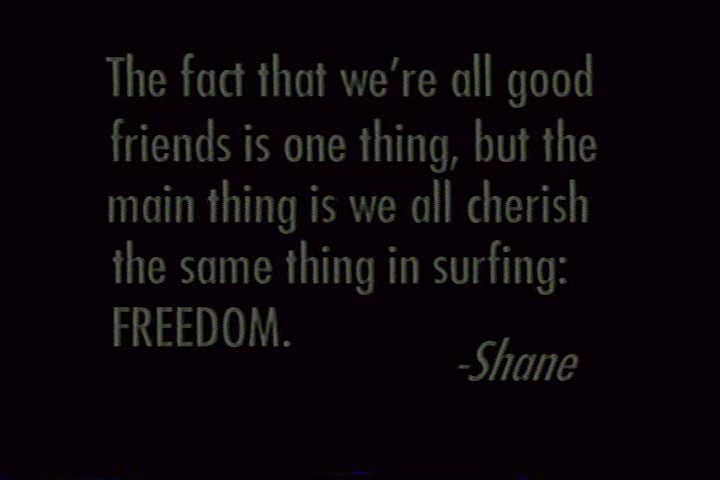 The fact that we're all good
friends is one thing, but the
main thing is we all cherish
the same thing in surfing:
FREEDOM.
-Shane